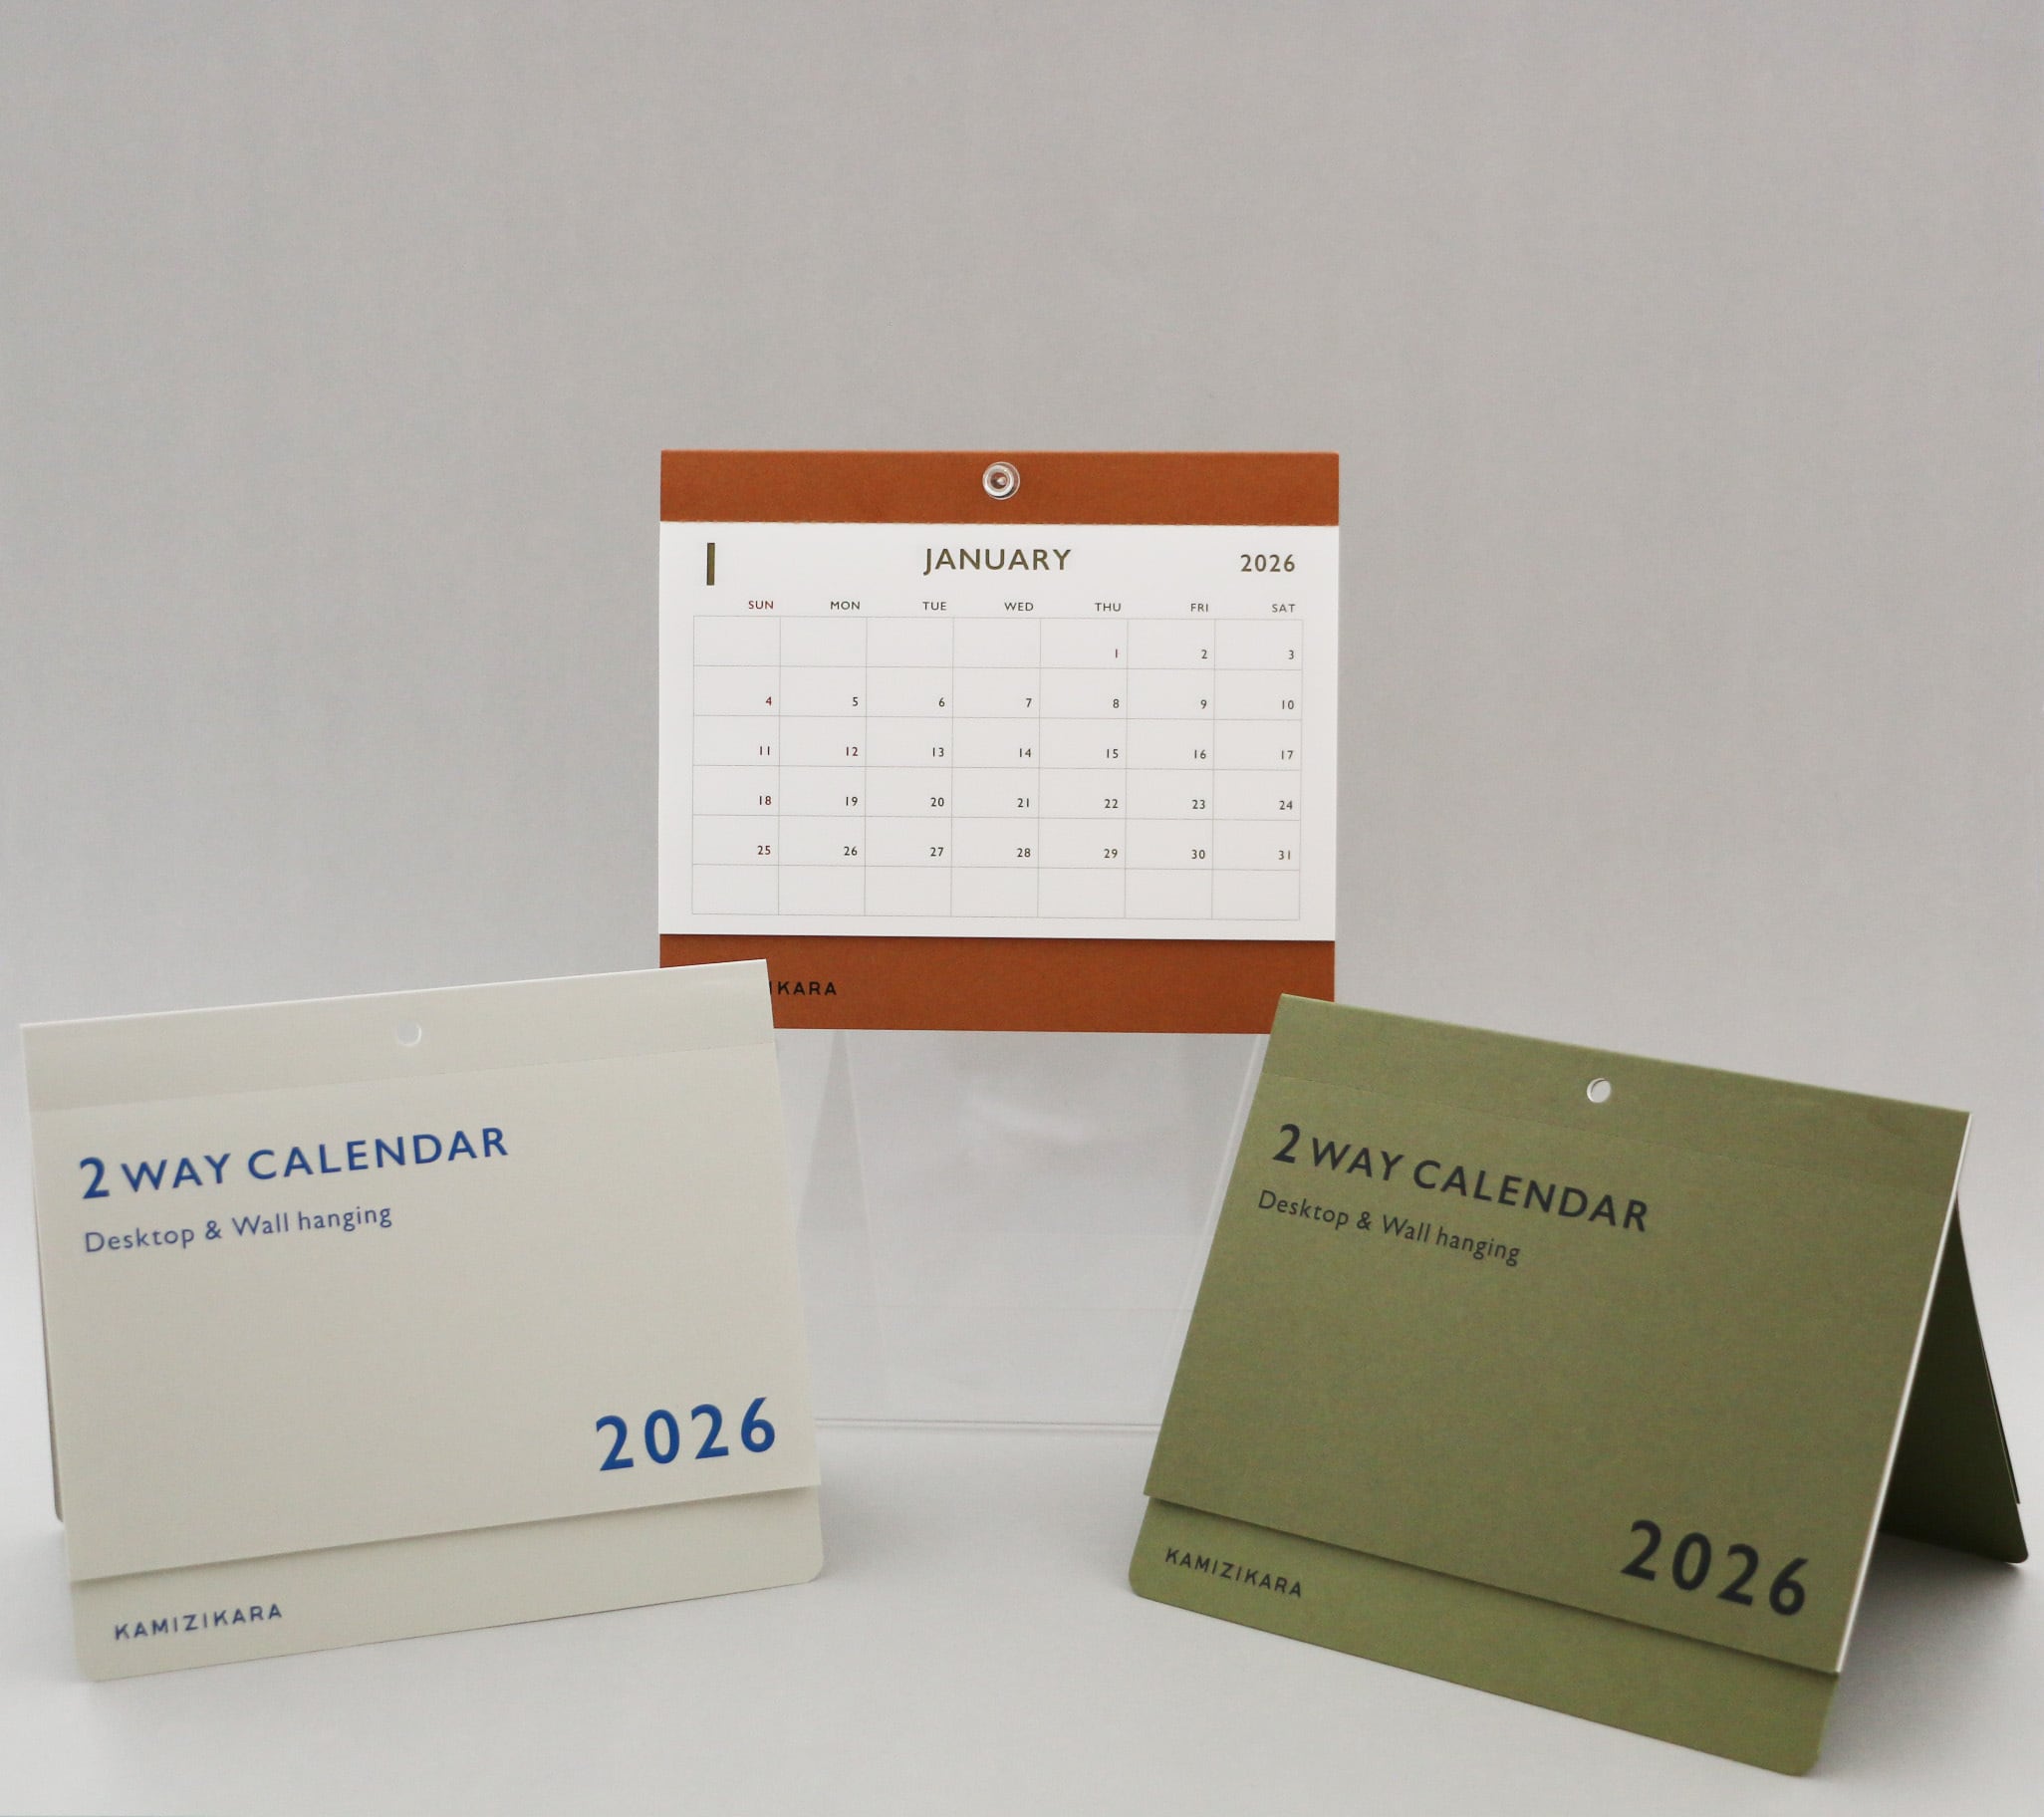 1 JANUARY 2026
SUN MON TUE WED THU FRI SAT
1 2 3
4 5 6 7 8 9 10
11 12 13 14 15 16 17
18 19 20 21 22 23 24
25 26 27 28 29 30 31
IKARA
2 WAY CALENDAR
Desktop & Wall hanging
2026
KAMIZIKARA
2 WAY CALENDAR
Desktop & Wall hanging
2026
KAMIZIKARA